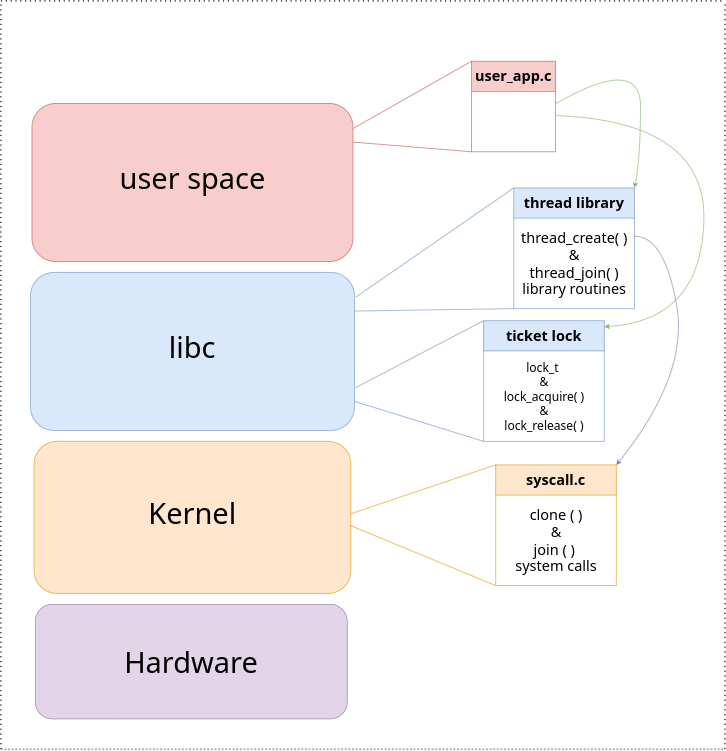 user_app.c
user space
thread library
thread_create( )
&
thread_join( )
library routines
libc
ticket lock
lock_t
&
lock_acquire( )
&
lock_release( )
Kernel
syscall.c
clone ( )
&
join ( )
system calls
Hardware